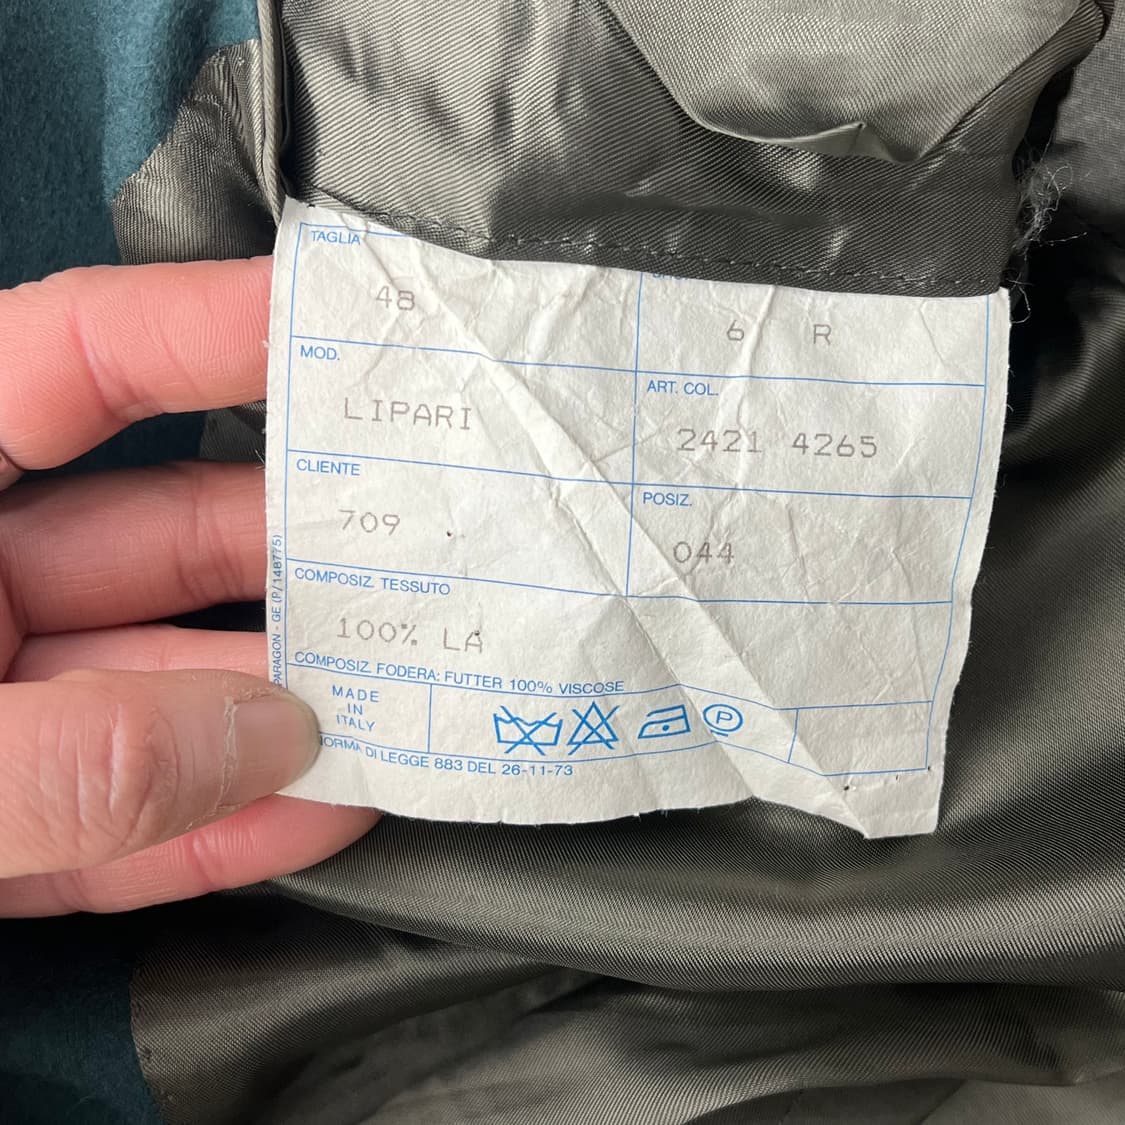 TAGLIA
48
6 R
MOD.
LIPARI
ART. COL.
2421 4265
CLIENTE
709
POSIZ.
044
COMPOSIZ. TESSUTO
100% LA
COMPOSIZ. FODERA: FUTTER 100% VISCOSE
MADE
IN
ITALY
P
NORMA DI LEGGE 883 DEL 26-11-73
PARAGON - GE (P/148775)